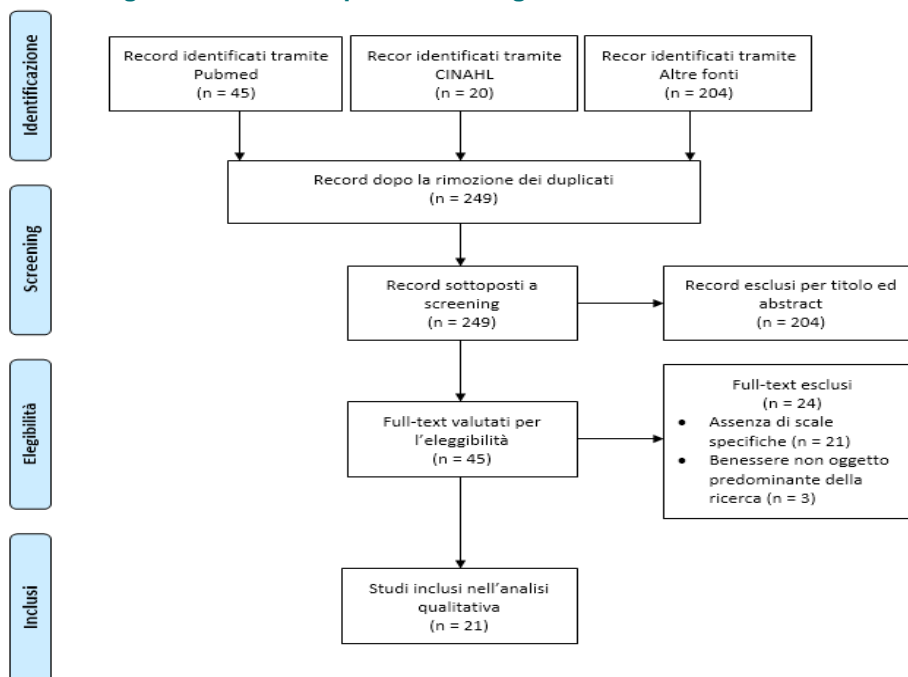 Identificazione
Record identificati tramite
Pubmed
(n = 45)
Recor identificati tramite
CINAHL
(n = 20)
Recor identificati tramite
Altre fonti
(n = 204)
Record dopo la rimozione dei duplicati
(n = 249)
Screening
Record sottoposti a
screening
(n = 249)
Record esclusi per titolo ed
abstract
(n = 204)
Elegibilità
Full-text valutati per
l'eleggibilità
(n = 45)
Full-text esclusi
(n = 24)
• Assenza di scale
specifiche (n = 21)
• Benessere non oggetto
predominante della
ricerca (n = 3)
Inclusi
Studi inclusi nell'analisi
qualitativa
(n = 21)